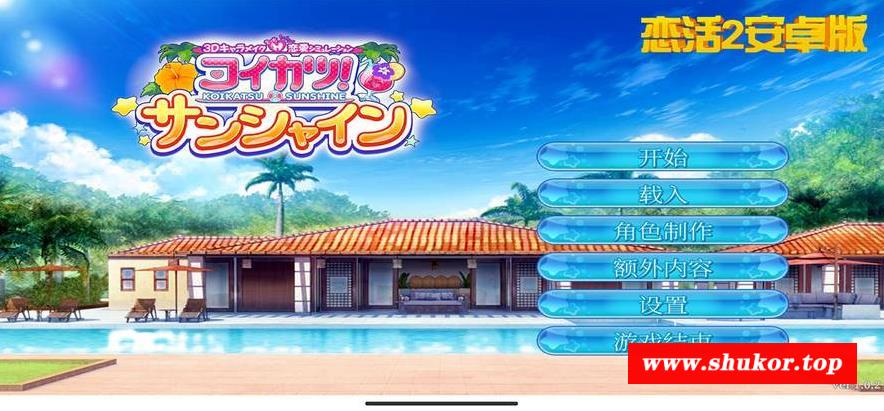 恋活2安卓版
3Dキャラメイク 恋愛シミュレーション
コイカツ!
KOIKATSU SUNSHINE
サンシャイン
开始
载入
角色制作
额外内容
设置
游戏结束
www.shukor.top